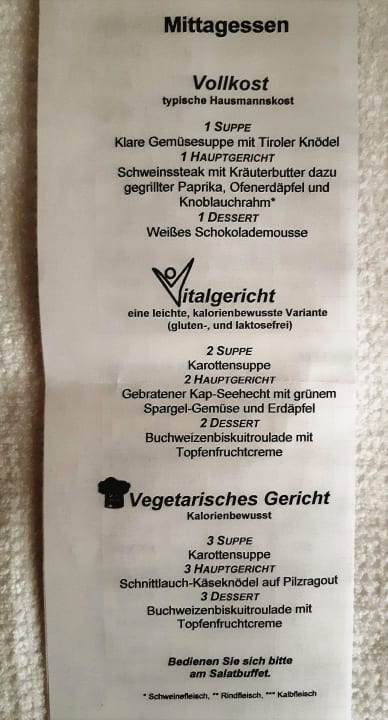 Mittagessen
Vollkost
typische Hausmannskost
1 SUPPE
Klare Gemüsesuppe mit Tiroler Knödel
1 HAUPTGERICHT
Schweinssteak mit Kräuterbutter dazu
gegrillter Paprika, Ofenerdäpfel und
Knoblauchrahm*
1 DESSERT
Weißes Schokolademousse
Vitalgericht
eine leichte, kalorienbewusste Variante
(gluten-, und laktosefrei)
2 SUPPE
Karottensuppe
2 HAUPTGERICHT
Gebratener Kap-Seehecht mit grünem
Spargel-Gemüse und Erdäpfel
2 DESSERT
Buchweizenbiskuitroulade mit
Topfenfruchtcreme
Vegetarisches Gericht
Kalorienbewusst
3 SUPPE
Karottensuppe
3 HAUPTGERICHT
Schnittlauch-Käseknödel auf Pilzragout
3 DESSERT
Buchweizenbiskuitroulade mit
Topfenfruchtcreme
Bedienen Sie sich bitte
am Salatbuffet.
* Schweinefleisch, ** Rindfleisch, *** Kalbfleisch